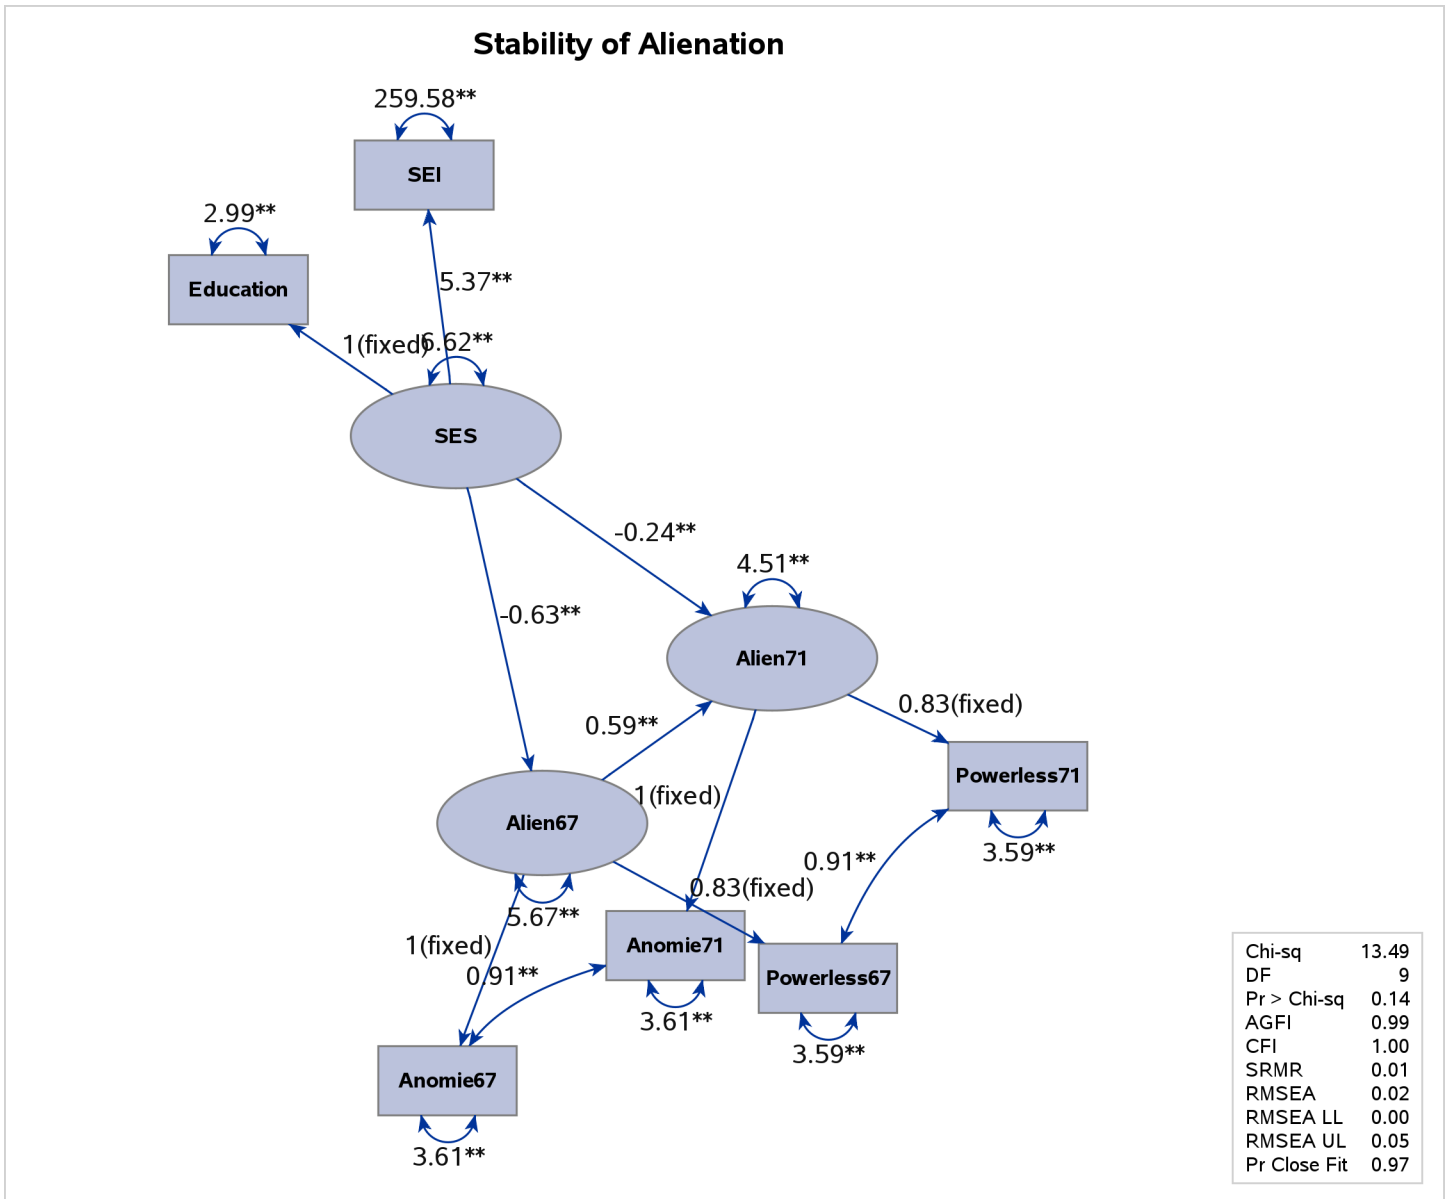 Stability of Alienation
259.58**
SEI
2.99**
Education
5.37**
1(fixed)
6.62**
SES
-0.24**
4.51**
-0.63**
Alien71
0.83(fixed)
0.59**
Powerless71
1(fixed)
Alien67
3.59**
0.91**
0.83(fixed)
5.67**
1(fixed)
Anomie71
0.91**
Powerless67
3.61**
3.59**
Anomie67
3.61**
Chi-sq 13.49
DF 9
Pr > Chi-sq 0.14
AGFI 0.99
CFI 1.00
SRMR 0.01
RMSEA 0.02
RMSEA LL 0.00
RMSEA UL 0.05
Pr Close Fit 0.97